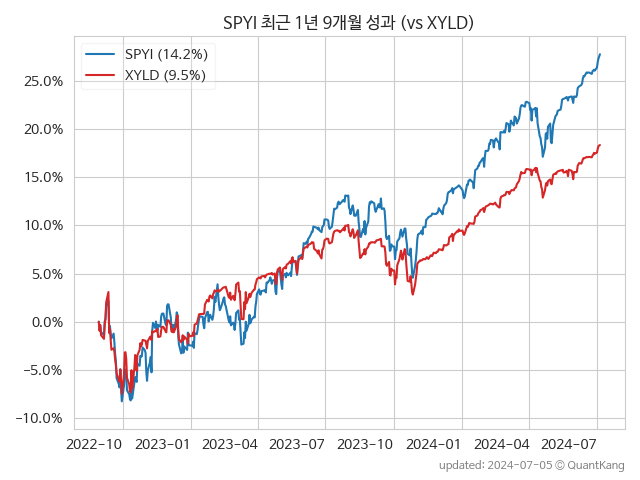 SPYI 최근 1년 9개월 성과 (vs XYLD)
SPYI (14.2%)
XYLD (9.5%)
25.0%
20.0%
15.0%
10.0%
5.0%
0.0%
−5.0%
−10.0%
2022-10 2023-01 2023-04 2023-07 2023-10 2024-01 2024-04 2024-07
updated: 2024-07-05 © QuantKang